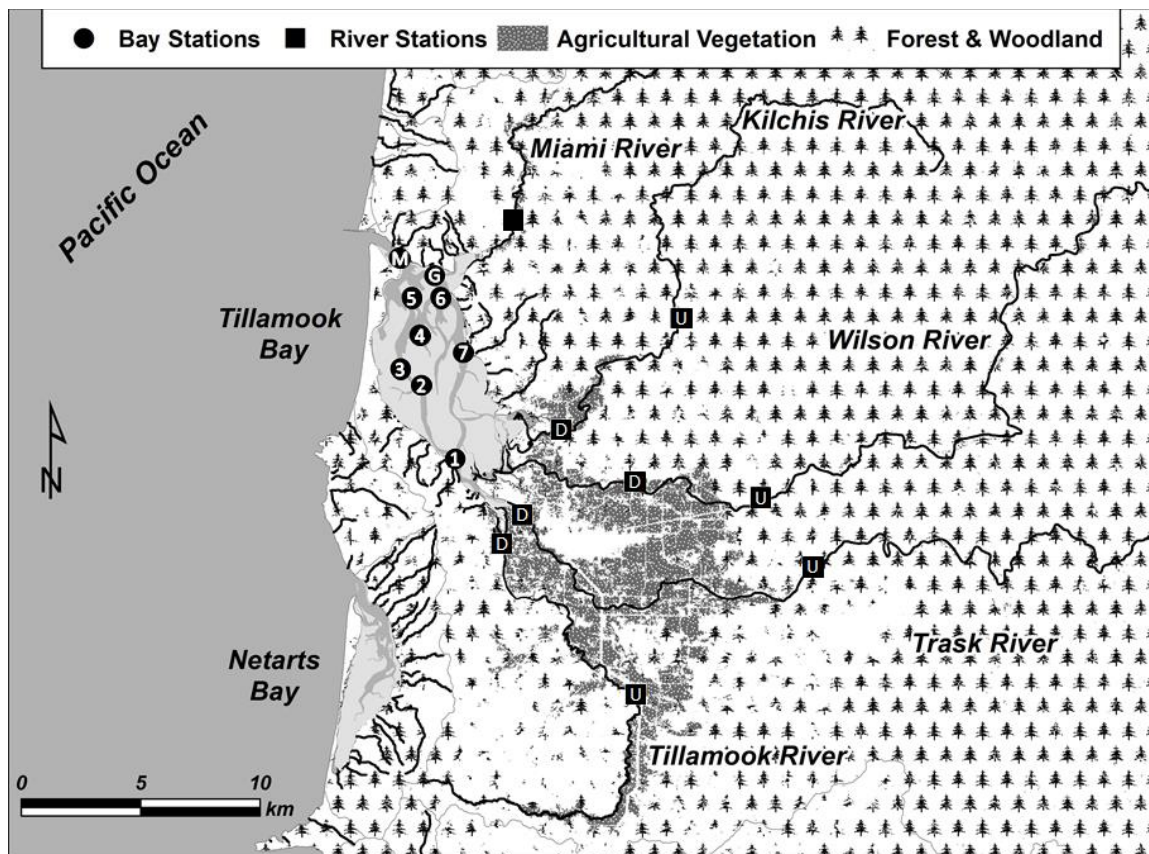 Bay Stations River Stations Agricultural Vegetation Forest & Woodland
Kilchis River
Miami River
Pacific Ocean
M
G
5 6
Tillamook
Bay
U
4
Wilson River
7
3
2
D
1
D
U
D
D
U
N
Trask River
Netarts
Bay
U
Tillamook River
0 5 10
km